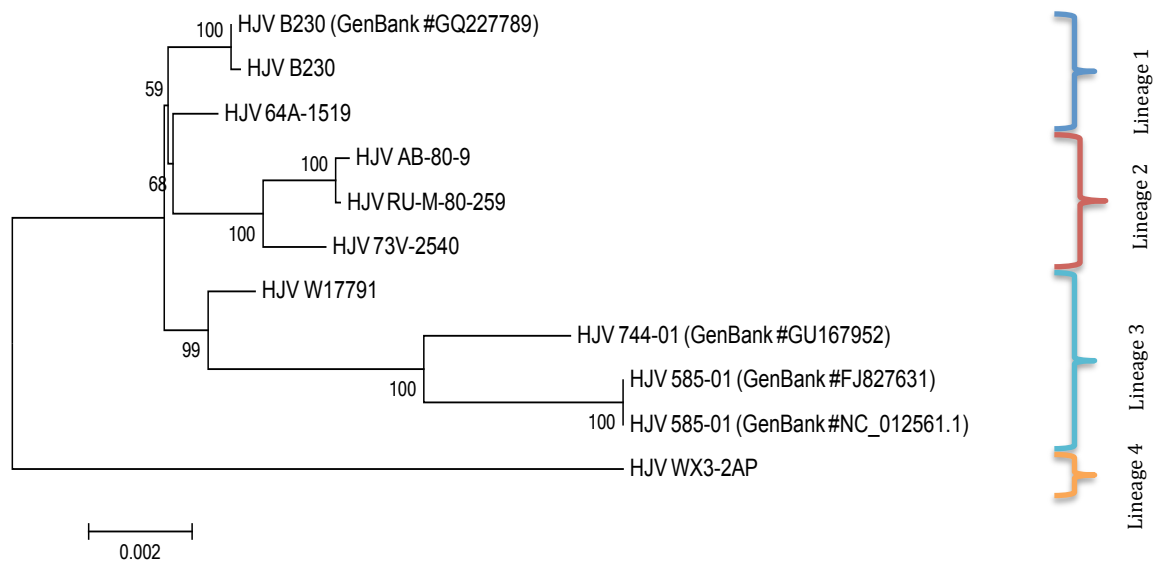 HJV B230 (GenBank #GQ227789)
100
HJV B230
59
HJV 64A-1519
HJV AB-80-9
100
68
HJV RU-M-80-259
100
HJV 73V-2540
HJV W17791
HJV 744-01 (GenBank #GU167952)
99
HJV 585-01 (GenBank #FJ827631)
100
HJV 585-01 (GenBank #NC_012561.1)
100
HJV WX3-2AP
0.002
Lineage 1
Lineage 2
Lineage 3
Lineage 4